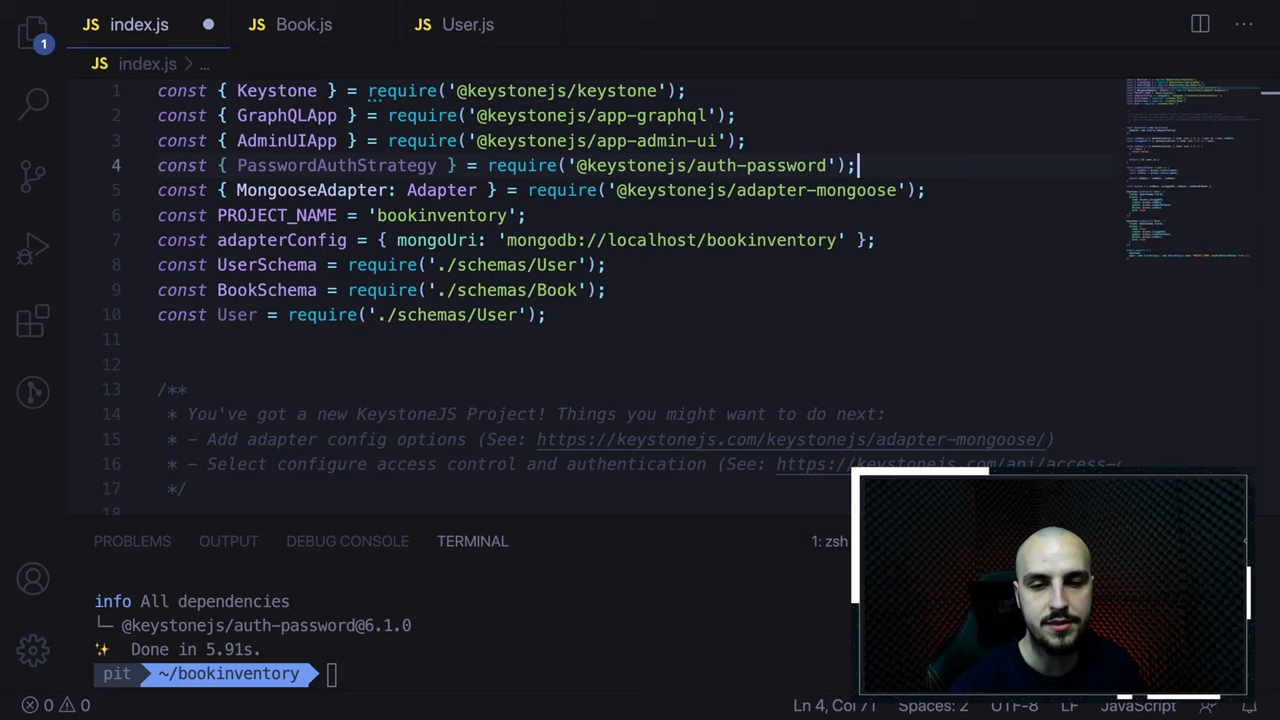 JS index.js
JS Book.js
JS User.js
1
JS index.js > ...
1 const { Keystone } = require('@keystonejs/keystone');
2 const { GraphQLApp } = require('@keystonejs/app-graphql');
3 const { AdminUIApp } = require('@keystonejs/app-admin-ui');
4 const { PasswordAuthStrategy } = require('@keystonejs/auth-password');
5 const { MongooseAdapter: Adapter } = require('@keystonejs/adapter-mongoose');
6 const PROJECT_NAME = 'bookinventory';
7 const adapterConfig = { mongoUri: 'mongodb://localhost/bookinventory' };
8 const UserSchema = require('./schemas/User');
9 const BookSchema = require('./schemas/Book');
10 const User = require('./schemas/User');
11
12
13 /**
14 * You've got a new KeystoneJS Project! Things you might want to do next:
15 * - Add adapter config options (See: https://keystonejs.com/keystonejs/adapter-mongoose/)
16 * - Select configure access control and authentication (See: https://keystonejs.com/api/access-
17 */
18
PROBLEMS OUTPUT DEBUG CONSOLE TERMINAL 1: zsh
info All dependencies
└─ @keystonejs/auth-password@6.1.0
✨ Done in 5.91s.
pit ~/bookinventory
0 0 Ln 4, Col 71 Spaces: 2 UTF-8 LF JavaScript